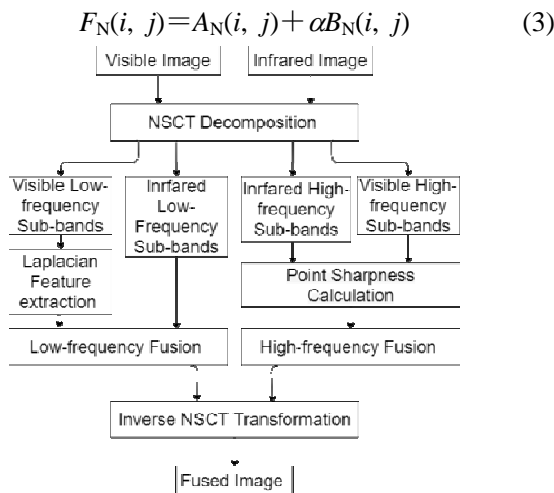 F_N(i, j)=A_N(i, j)+αB_N(i, j) (3)
Visible Image
Infrared Image
NSCT Decomposition
Visible Low-
frequency
Sub-bands
Inrfared
Low-
Frequency
Sub-bands
Inrfared High-
frequency
Sub-bands
Visible High-
frequency
Sub-bands
Laplacian
Feature
extraction
Point Sharpness
Calculation
Low-frequency Fusion
High-frequency Fusion
Inverse NSCT Transformation
Fused Image